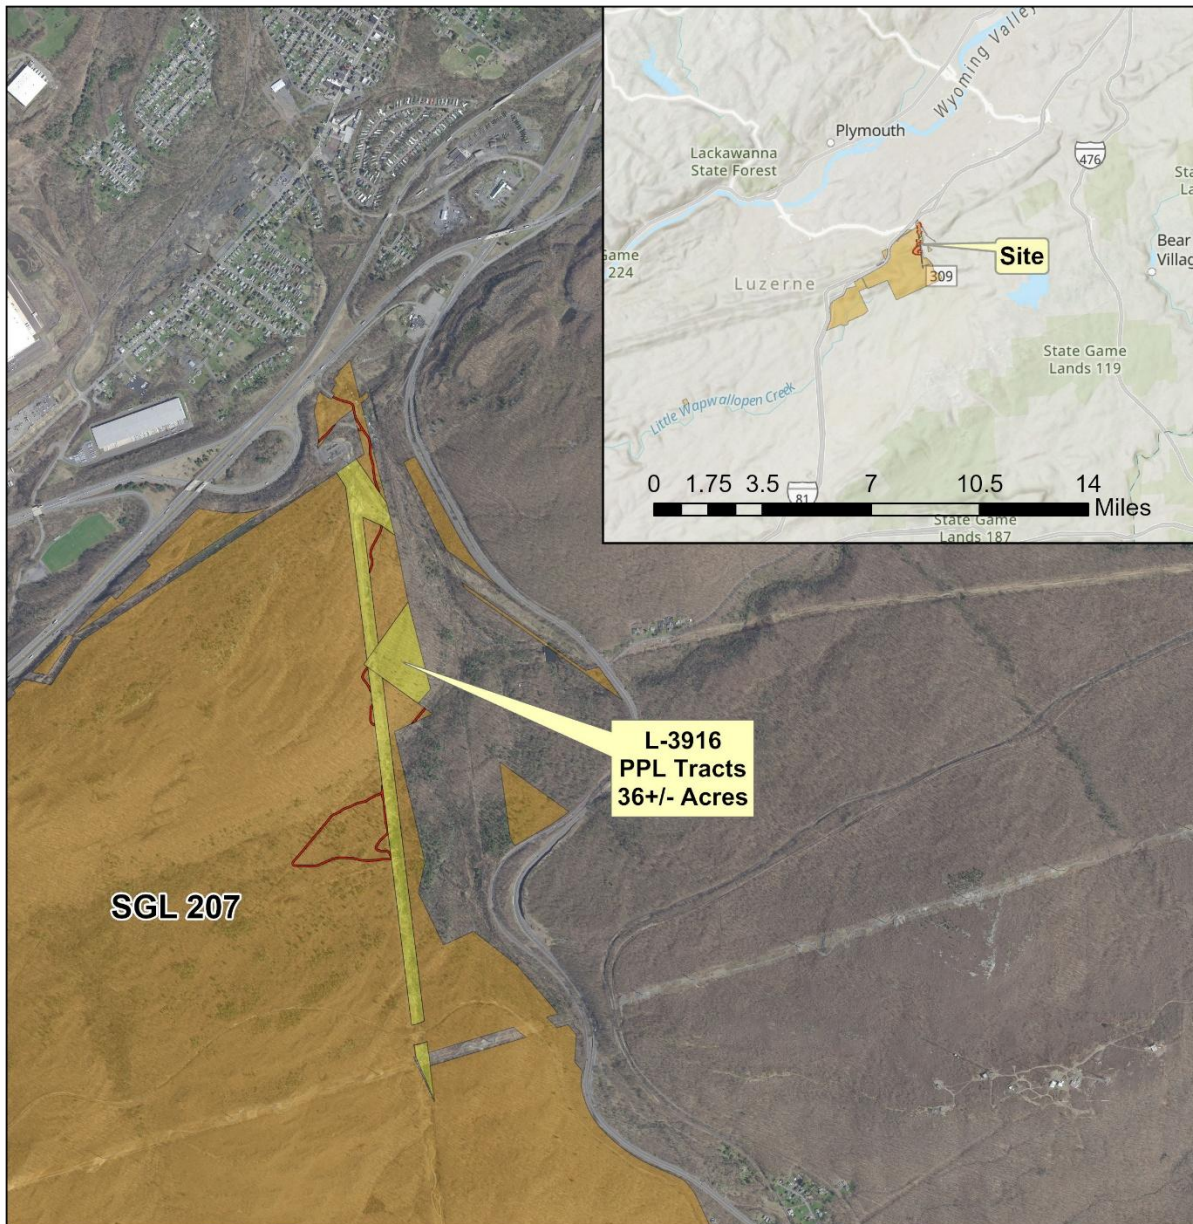 Wyoming Valley
Plymouth
Lackawanna
State Forest
476
Game
224
Site
Bear
Villag
Luzerne
309
State Game
Lands 119
Little Wapwallopen Creek
0 1.75 3.5 7 10.5 14
Miles
81
State Game
Lands 187
L-3916
PPL Tracts
36+/- Acres
SGL 207